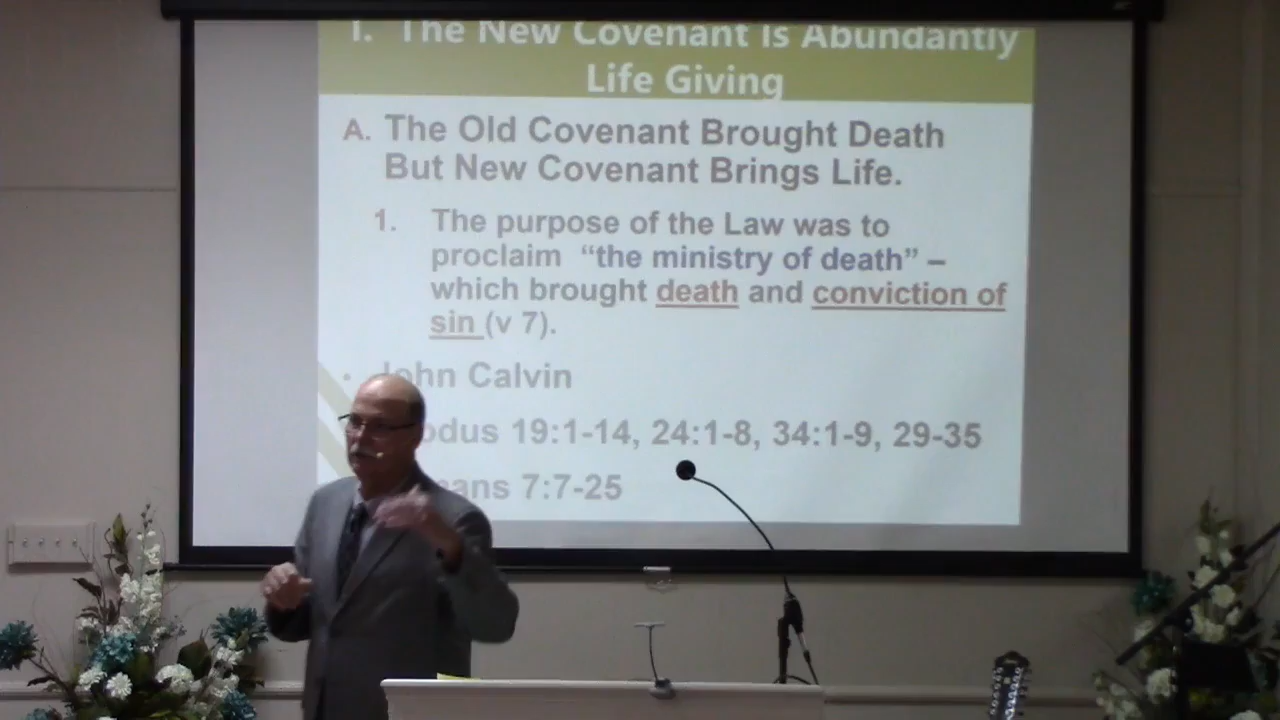 I. The New Covenant is Abundantly
Life Giving
A. The Old Covenant Brought Death
But New Covenant Brings Life.
1. The purpose of the Law was to
proclaim “the ministry of death” –
which brought death and conviction of
sin (v 7).
• John Calvin
odus 19:1-14, 24:1-8, 34:1-9, 29-35
ans 7:7-25